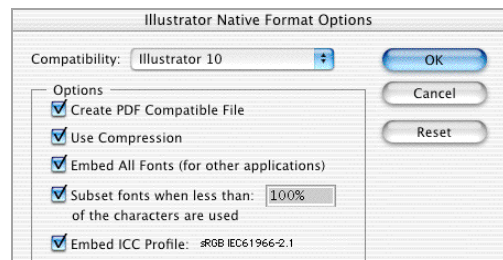 Illustrator Native Format Options
Compatibility: Illustrator 10
OK
Options
Cancel
Create PDF Compatible File
Use Compression
Reset
Embed All Fonts (for other applications)
Subset fonts when less than: 100%
of the characters are used
Embed ICC Profile: sRGB IEC61966-2.1